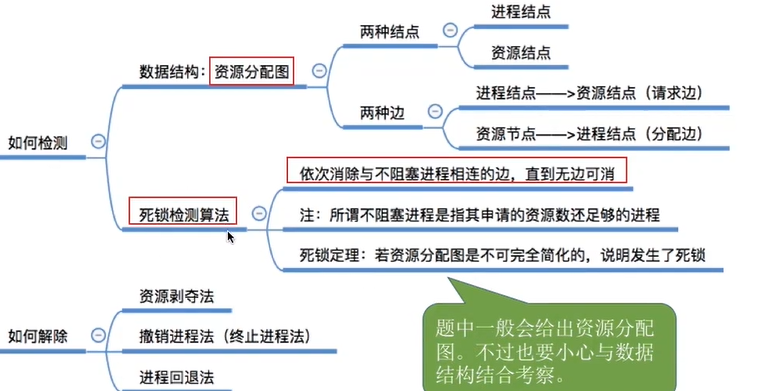 如何检测
数据结构：资源分配图
两种结点
进程结点
资源结点
两种边
进程结点——>资源结点（请求边）
资源节点——>进程结点（分配边）
死锁检测算法
依次消除与不阻塞进程相连的边，直到无边可消
注：所谓不阻塞进程是指其申请的资源数还足够的进程
死锁定理：若资源分配图是不可完全简化的，说明发生了死锁
如何解除
资源剥夺法
撤销进程法（终止进程法）
进程回退法
题中一般会给出资源分配
图。不过也要小心与数据
结构结合考察。